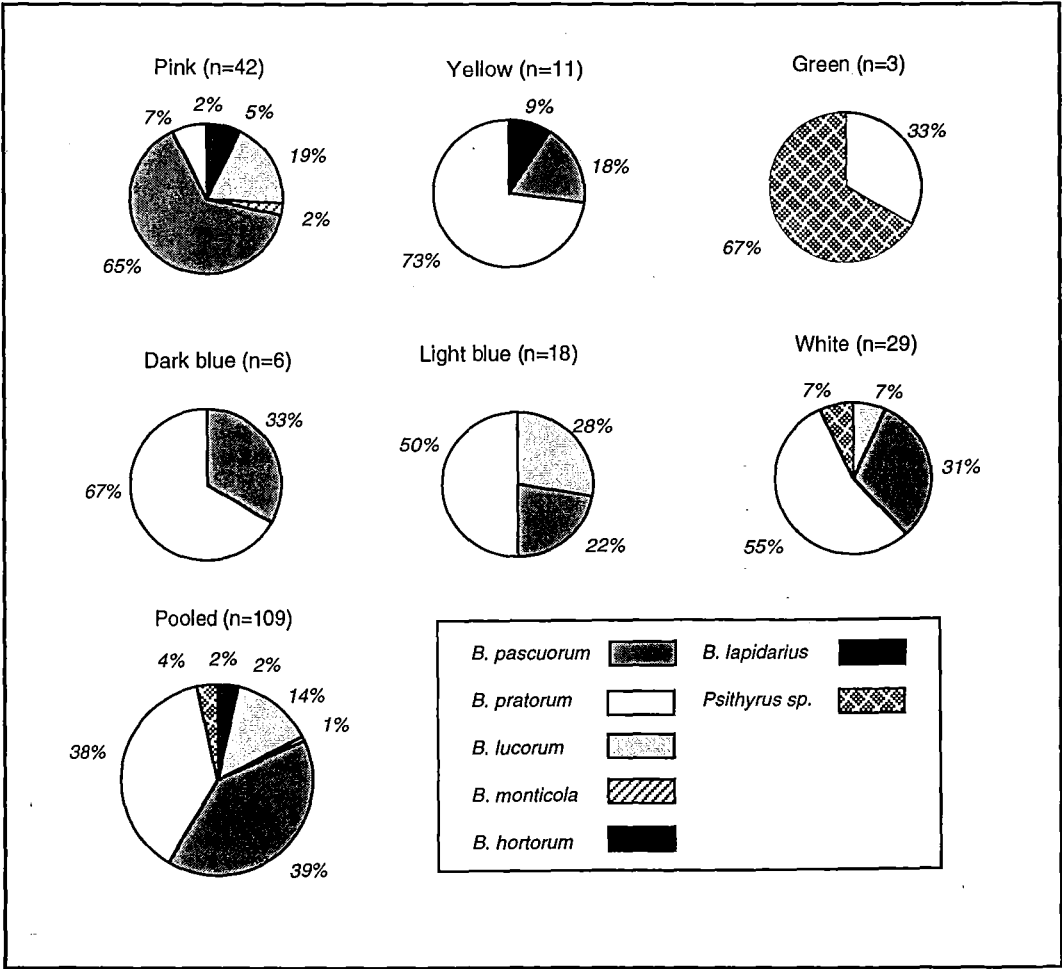 Pink (n=42)
7% 2% 5%
19%
2%
65%
Yellow (n=11)
9%
18%
73%
Green (n=3)
33%
67%
Dark blue (n=6)
33%
67%
Light blue (n=18)
50%
28%
22%
White (n=29)
7% 7%
31%
55%
Pooled (n=109)
4% 2% 2%
14%
1%
38%
39%
B. pascuorum
B. pratorum
B. lucorum
B. monticola
B. hortorum
B. lapidarius
Psithyrus sp.